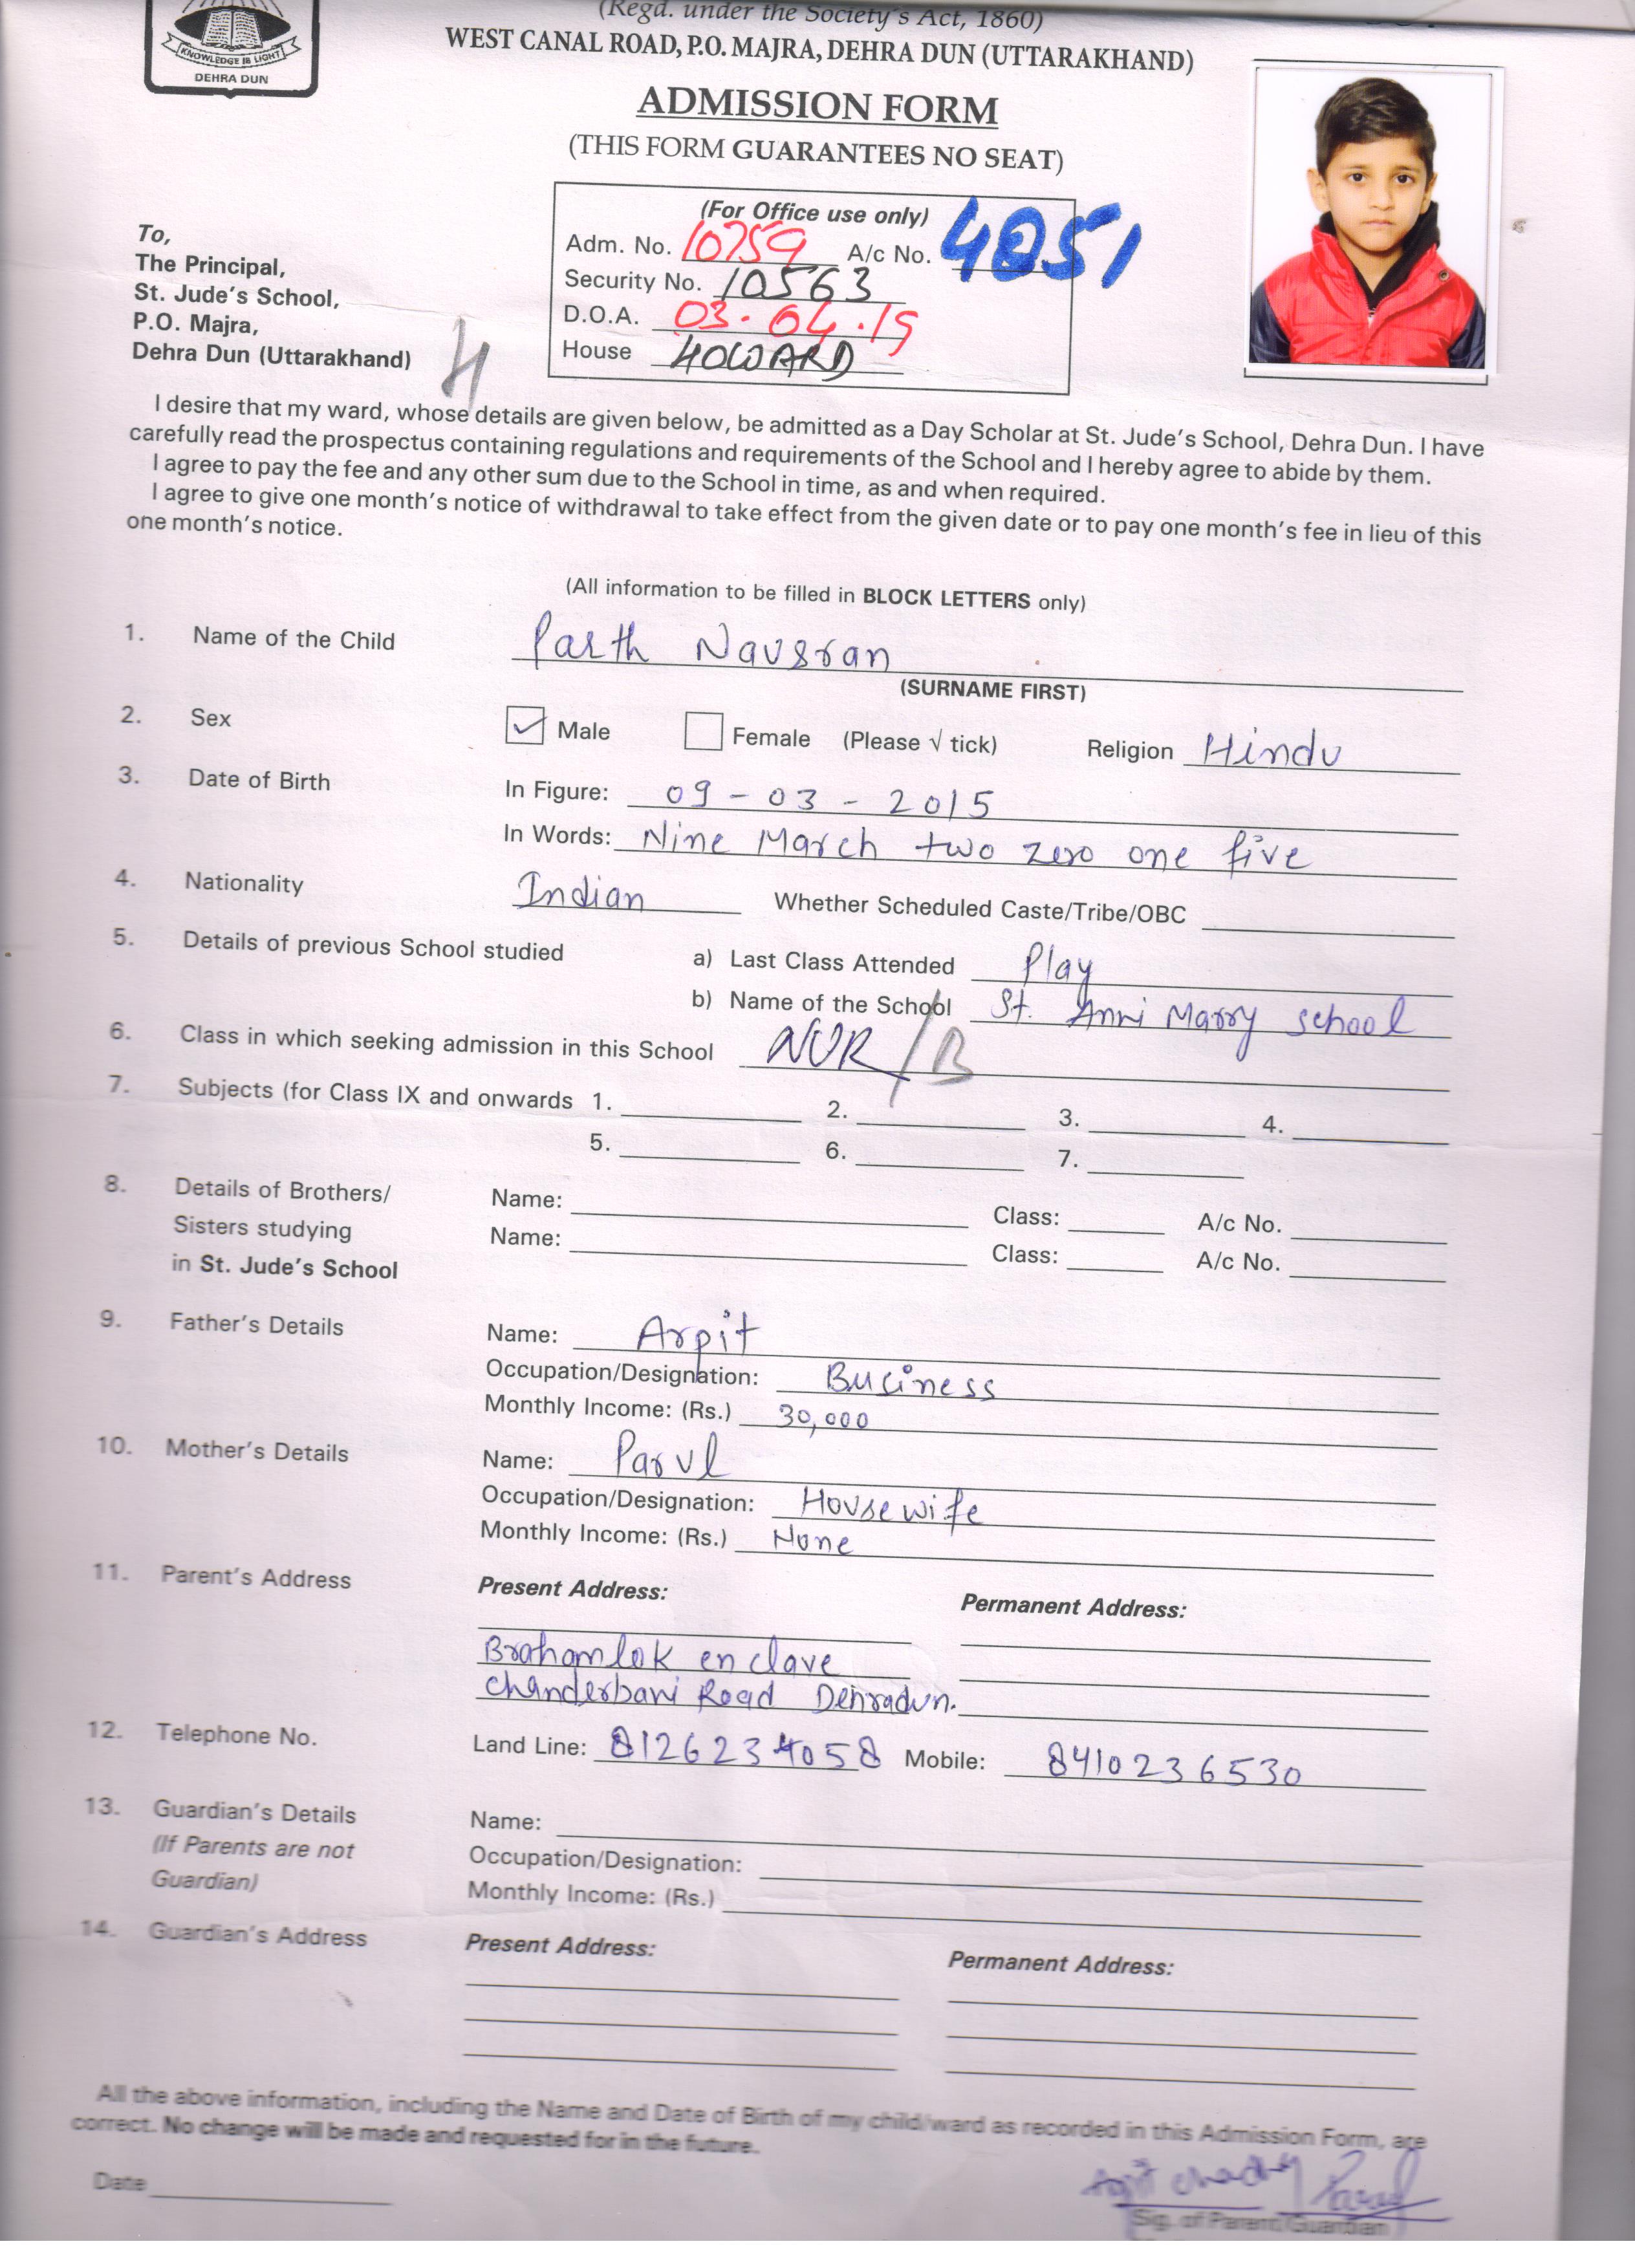 KNOWLEDGE IS LIGHT
DEHRA DUN
(Regd. under the Society's Act, 1860)
WEST CANAL ROAD, P.O. MAJRA, DEHRA DUN (UTTARAKHAND)
ADMISSION FORM
(THIS FORM GUARANTEES NO SEAT)
(For Office use only)
Adm. No. 10759 A/c No. 4851
Security No. 10563
D.O.A. 03.04.19
House HOWARD
To,
The Principal,
St. Jude's School,
P.O. Majra,
Dehra Dun (Uttarakhand)
I desire that my ward, whose details are given below, be admitted as a Day Scholar at St. Jude's School, Dehra Dun. I have
carefully read the prospectus containing regulations and requirements of the School and I hereby agree to abide by them.
I agree to pay the fee and any other sum due to the School in time, as and when required.
I agree to give one month's notice of withdrawal to take effect from the given date or to pay one month's fee in lieu of this
one month's notice.
(All information to be filled in BLOCK LETTERS only)
1. Name of the Child Parth Navsran
(SURNAME FIRST)
2. Sex ✓ Male Female (Please √ tick) Religion Hindu
3. Date of Birth In Figure: 09-03-2015
In Words: Nine March two zero one five
4. Nationality Indian Whether Scheduled Caste/Tribe/OBC
5. Details of previous School studied a) Last Class Attended Play
b) Name of the School St. Anni Marry school
6. Class in which seeking admission in this School NUR/B
7. Subjects (for Class IX and onwards 1. 2. 3. 4.
5. 6. 7.
8. Details of Brothers/ Name: Class: A/c No.
Sisters studying Name: Class: A/c No.
in St. Jude's School
9. Father's Details Name: Arpit
Occupation/Designation: Business
Monthly Income: (Rs.) 30,000
10. Mother's Details Name: Parul
Occupation/Designation: Housewife
Monthly Income: (Rs.) None
11. Parent's Address Present Address: Permanent Address:
Brahamlok enclave
Chanderbani Road Dehradun.
12. Telephone No. Land Line: 8126234058 Mobile: 8410236530
13. Guardian's Details Name:
(If Parents are not Occupation/Designation:
Guardian) Monthly Income: (Rs.)
14. Guardian's Address Present Address: Permanent Address:
All the above information, including the Name and Date of Birth of my child/ward as recorded in this Admission Form, are
correct. No change will be made and requested for in the future.
Date
Sig. of Parent/Guardian